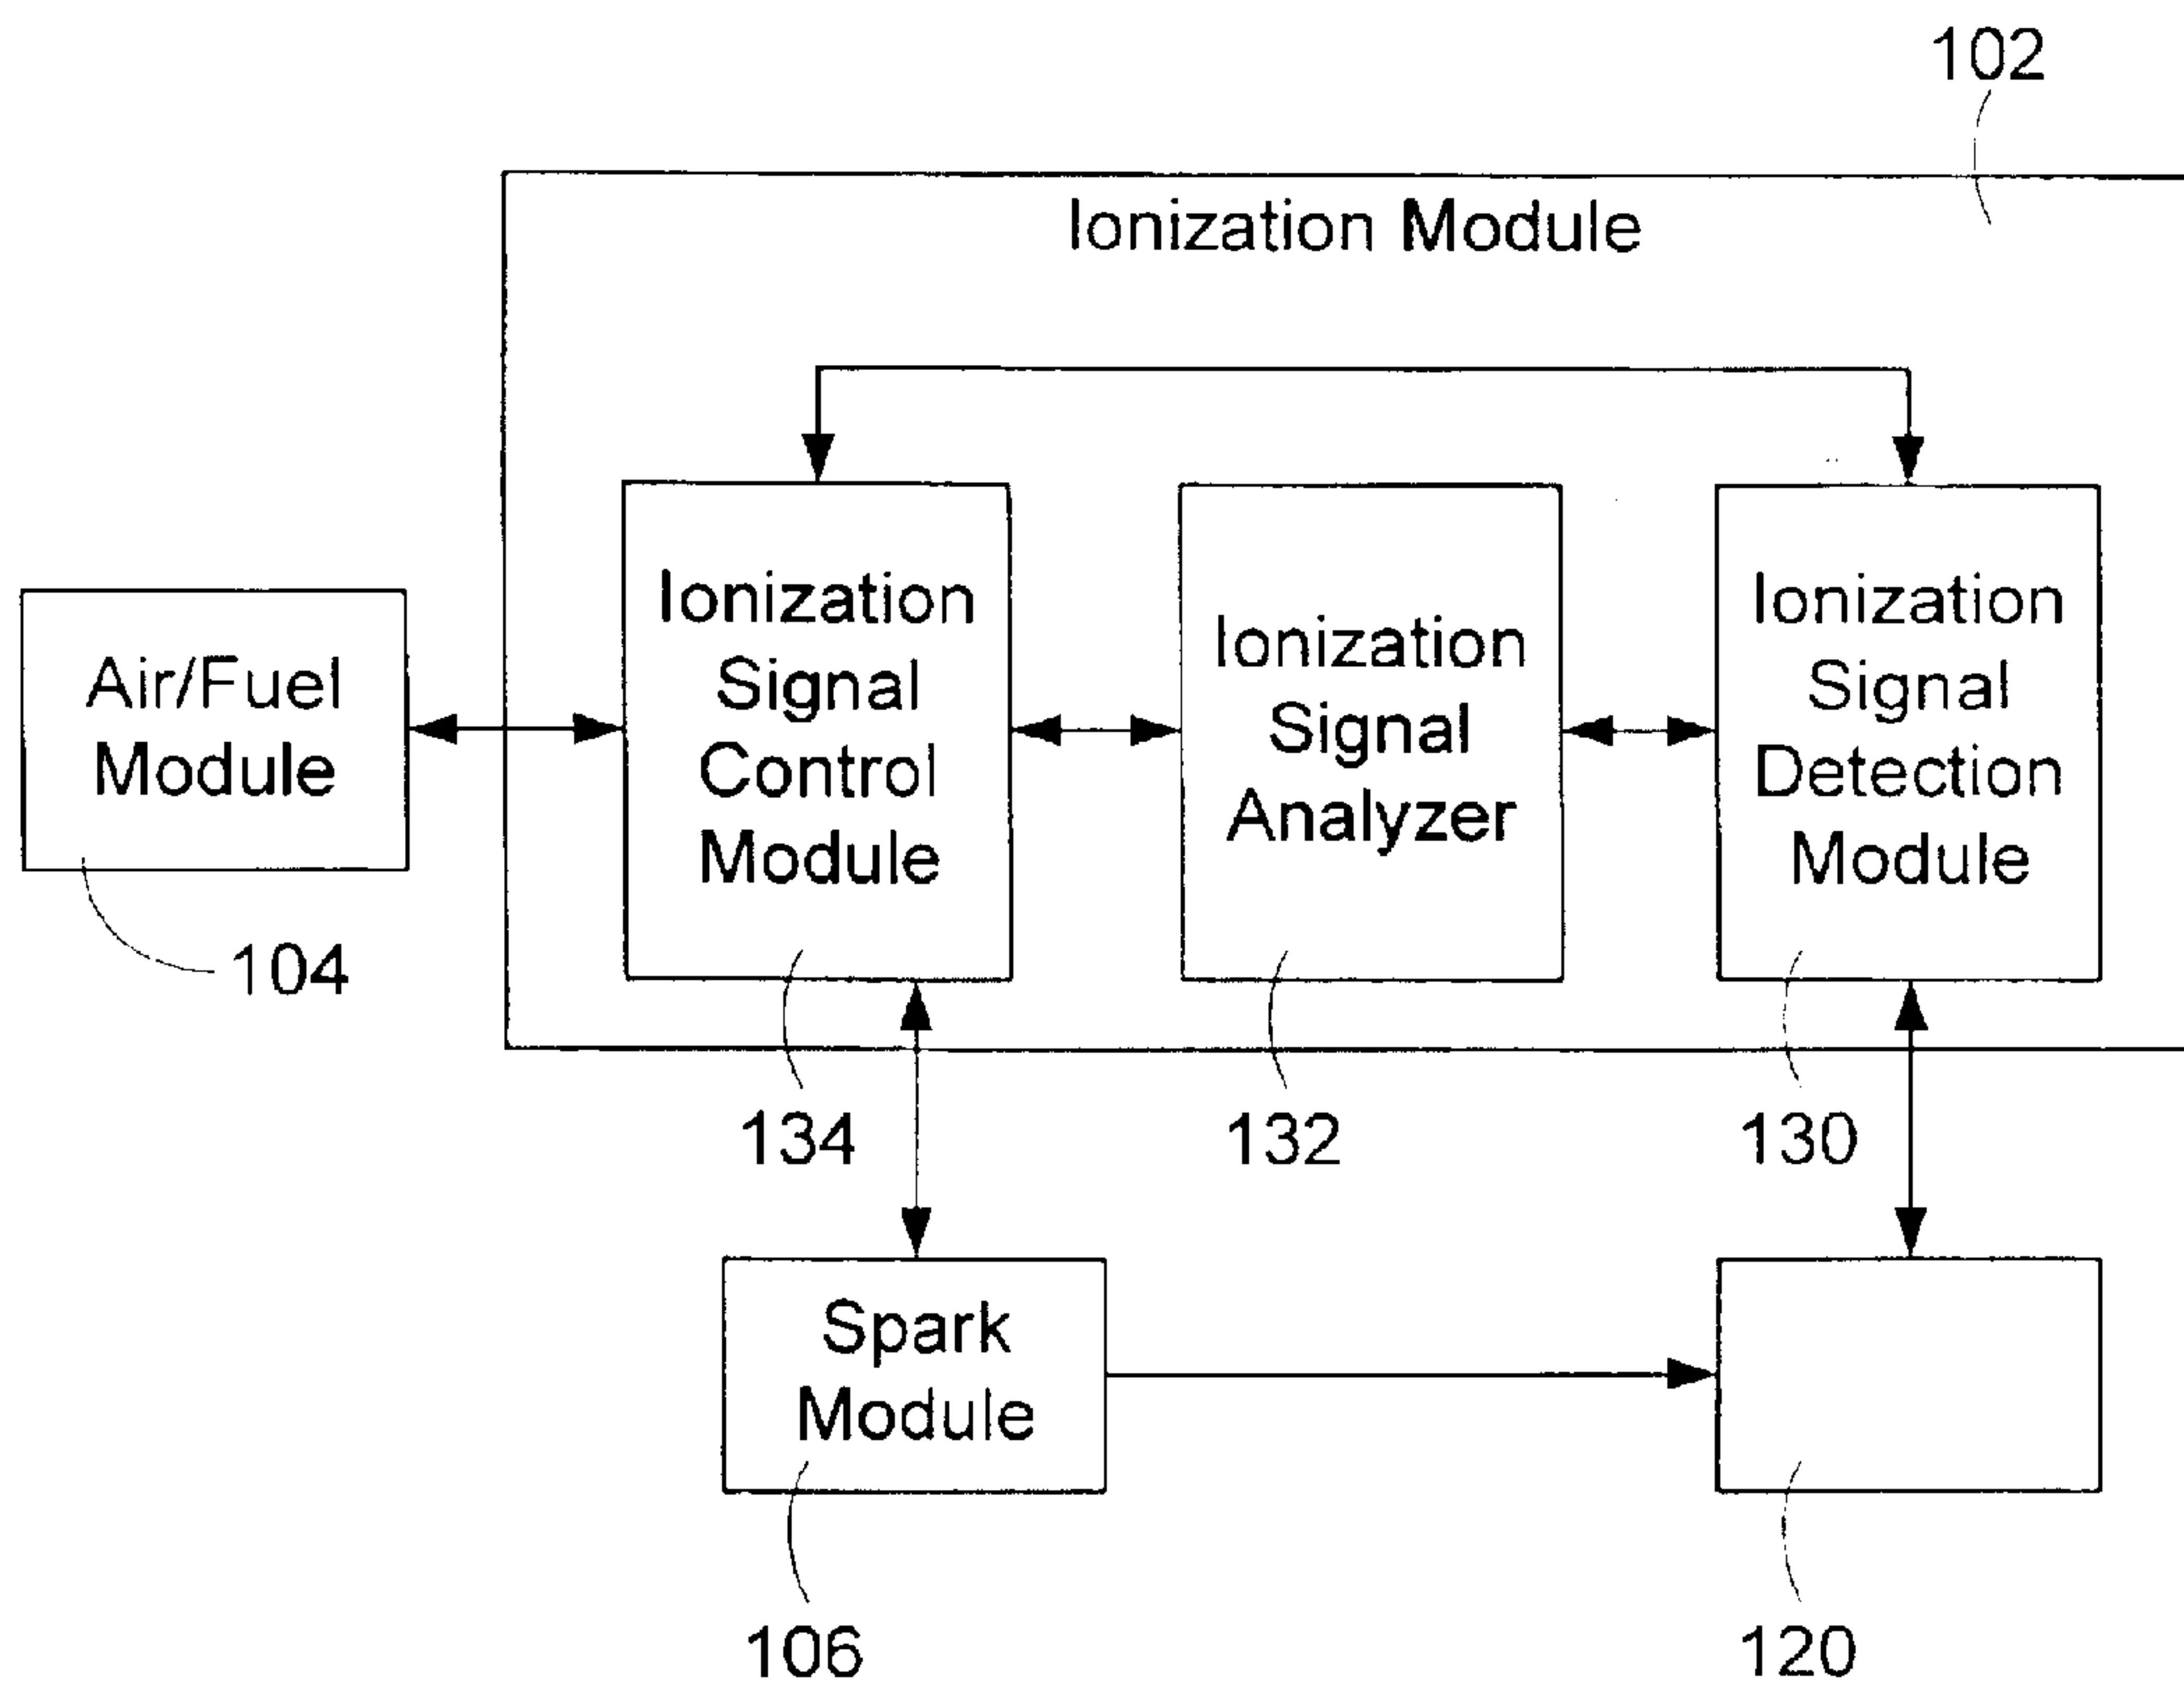 102
Ionization Module
Air/Fuel
Module
104
Ionization
Signal
Control
Module
134
Ionization
Signal
Analyzer
132
Ionization
Signal
Detection
Module
130
Spark
Module
106
120